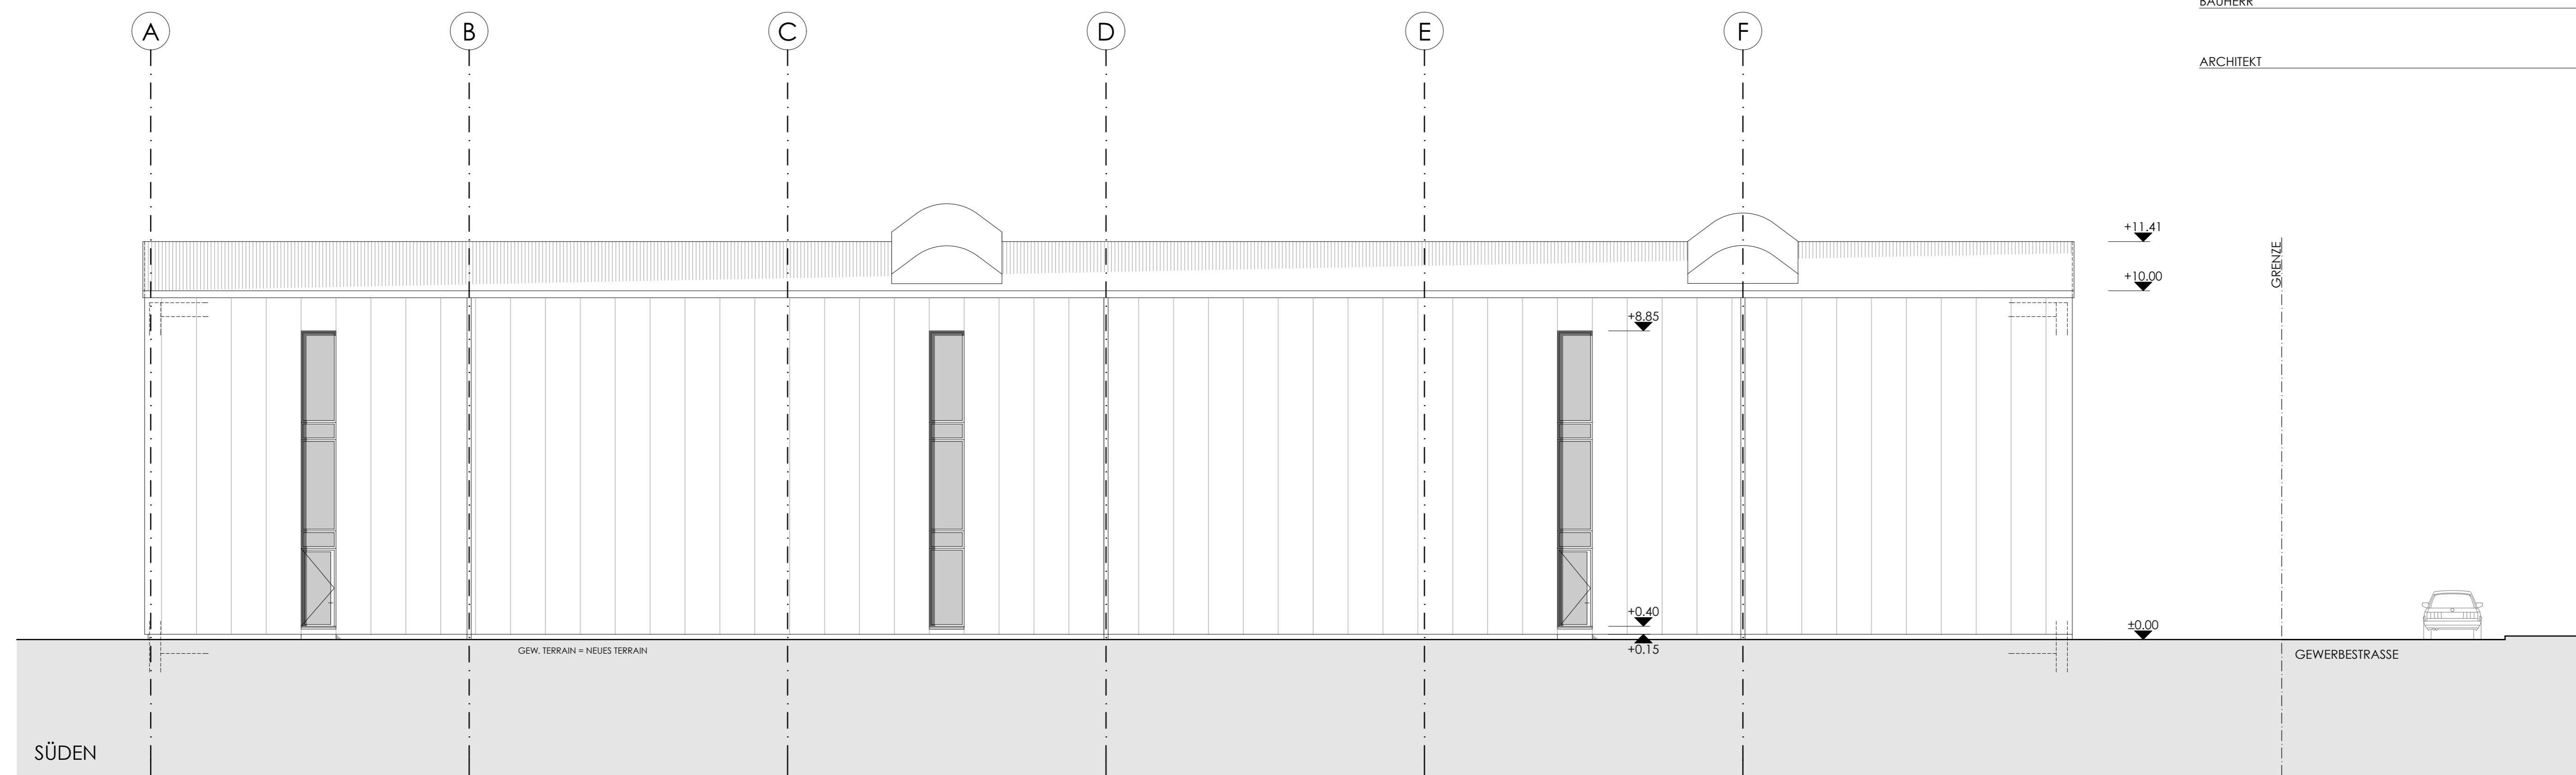 BAUHERR
A B C D E F
ARCHITEKT
+11.41
GRENZE
+10.00
+8.85
+0.40
±0.00
+0.15
GEW. TERRAIN = NEUES TERRAIN
GEWERBESTRASSE
SÜDEN